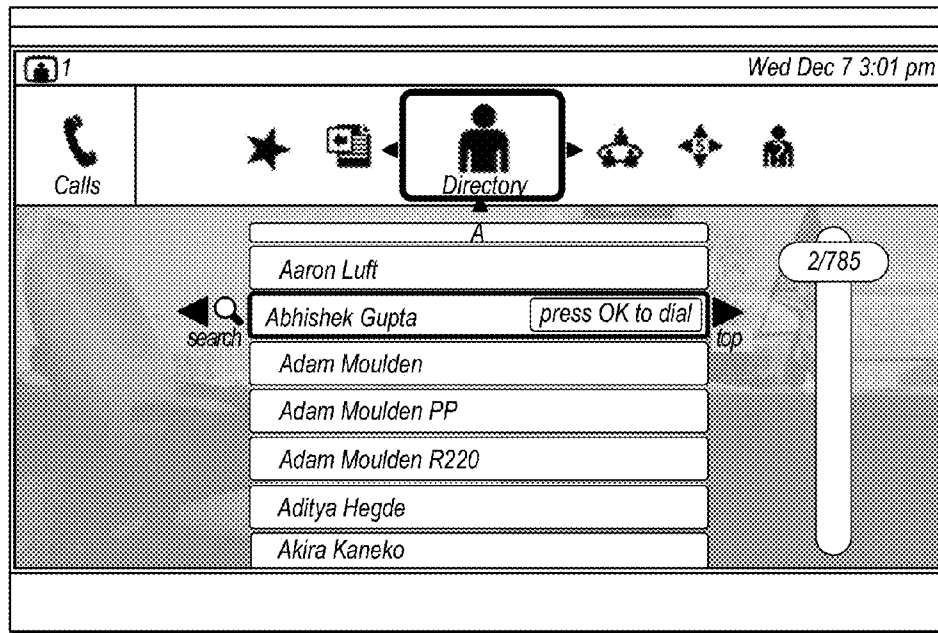 1
Wed Dec 7 3:01 pm
Calls
Directory
A
Aaron Luft
2/785
Abhishek Gupta press OK to dial
search
top
Adam Moulden
Adam Moulden PP
Adam Moulden R220
Aditya Hegde
Akira Kaneko